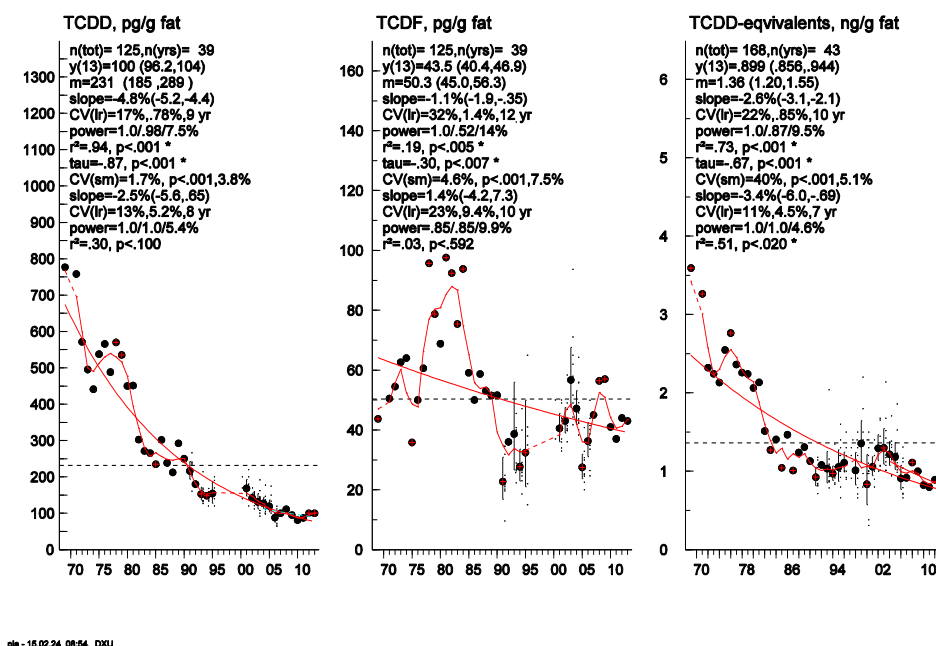 TCDD, pg/g fat
n(tot)= 125,n(yrs)= 39
y(13)=100 (96.2,104)
m=231 (185 ,289 )
slope=-4.8%(-5.2,-4.4)
CV(lr)=17%,.78%,9 yr
power=1.0/.98/7.5%
r²=.94, p<.001 *
tau=-.87, p<.001 *
CV(sm)=1.7%, p<.001,3.8%
slope=-2.5%(-5.6,.65)
CV(lr)=13%,5.2%,8 yr
power=1.0/1.0/5.4%
r²=.30, p<.100
1300
1200
1100
1000
900
800
700
600
500
400
300
200
100
0
70 75 80 85 90 95 00 05 10
TCDF, pg/g fat
n(tot)= 125,n(yrs)= 39
y(13)=43.5 (40.4,46.9)
m=50.3 (45.0,56.3)
slope=-1.1%(-1.9,-.35)
CV(lr)=32%,1.4%,12 yr
power=1.0/.52/14%
r²=.19, p<.005 *
tau=-.30, p<.007 *
CV(sm)=4.6%, p<.001,7.5%
slope=1.4%(-4.2,7.3)
CV(lr)=23%,9.4%,10 yr
power=.85/.85/9.9%
r²=.03, p<.592
160
140
120
100
80
60
40
20
0
70 75 80 85 90 95 00 05 10
TCDD-eqvivalents, ng/g fat
n(tot)= 168,n(yrs)= 43
y(13)=.899 (.856,.944)
m=1.36 (1.20,1.55)
slope=-2.6%(-3.1,-2.1)
CV(lr)=22%,.85%,10 yr
power=1.0/.87/9.5%
r²=.73, p<.001 *
tau=-.67, p<.001 *
CV(sm)=40%, p<.001,5.1%
slope=-3.4%(-6.0,-.69)
CV(lr)=11%,4.5%,7 yr
power=1.0/1.0/4.6%
r²=.51, p<.020 *
6
5
4
3
2
1
0
70 78 86 94 02 10
pia - 15.02.24 08:54, DXU